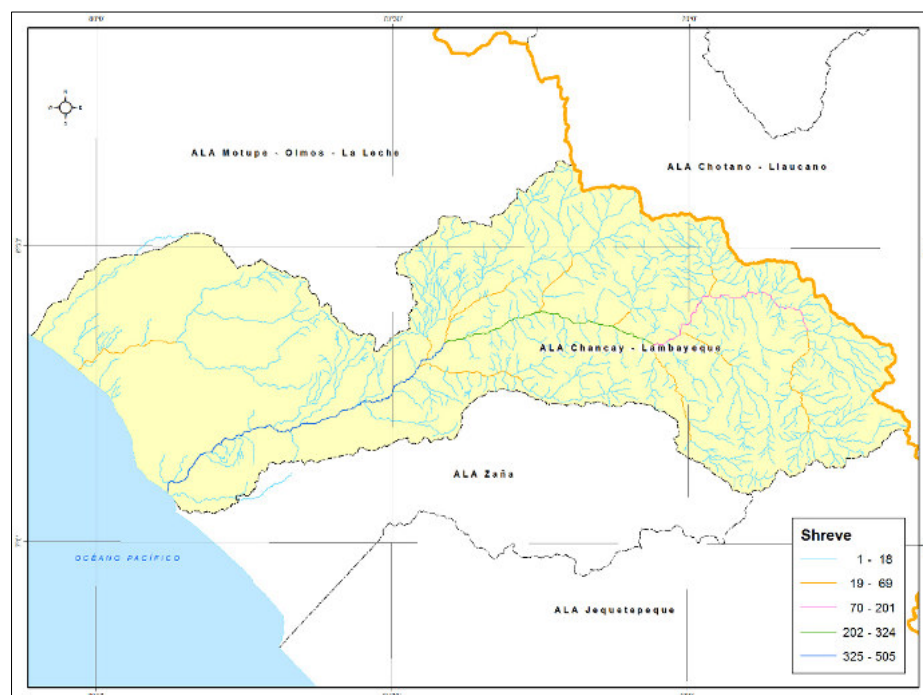 ALA Motupe - Olmos - La Leche
ALA Chotano - Llaucano
ALA Chancay - Lambayeque
ALA Zaña
OCÉANO PACÍFICO
ALA Jequetepeque
Shreve
1 - 18
19 - 69
70 - 201
202 - 324
325 - 505